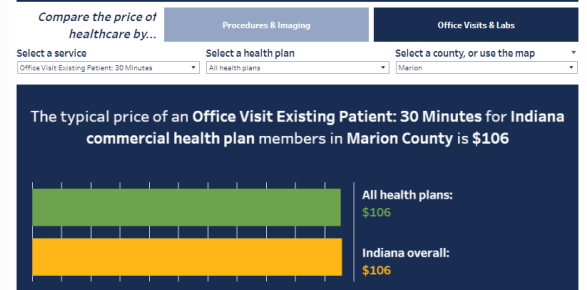 Compare the price of
healthcare by...
Procedures & Imaging
Office Visits & Labs
Select a service
Select a health plan
Select a county, or use the map
Office Visit Existing Patient: 30 Minutes
All health plans
Marion
The typical price of an Office Visit Existing Patient: 30 Minutes for Indiana
commercial health plan members in Marion County is $106
All health plans:
$106
Indiana overall:
$106